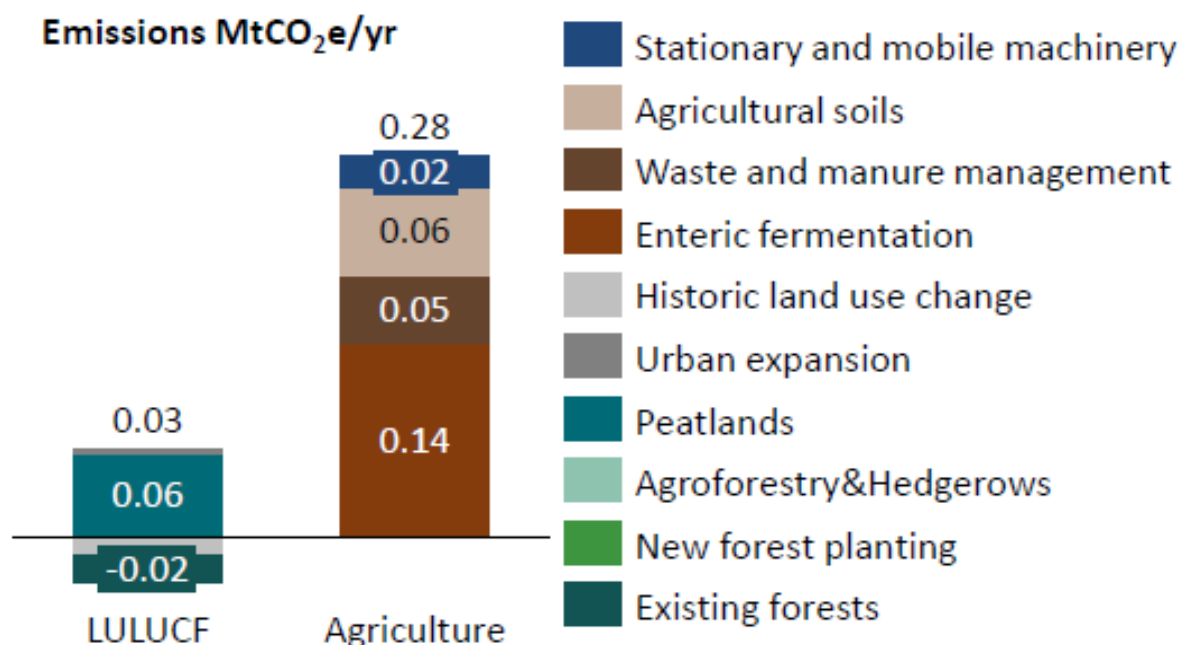 Emissions MtCO₂e/yr
0.28
0.02
0.06
0.05
0.14
0.03
0.06
-0.02
LULUCF
Agriculture
Stationary and mobile machinery
Agricultural soils
Waste and manure management
Enteric fermentation
Historic land use change
Urban expansion
Peatlands
Agroforestry&Hedgerows
New forest planting
Existing forests